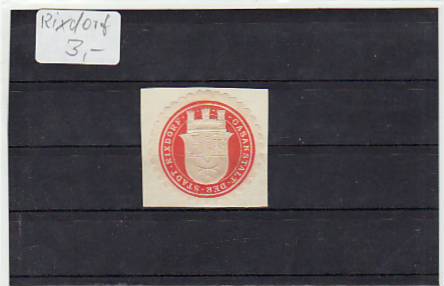 Rixdorf
3,-
GASANSTALT·DER·STADT·RIXDORF·